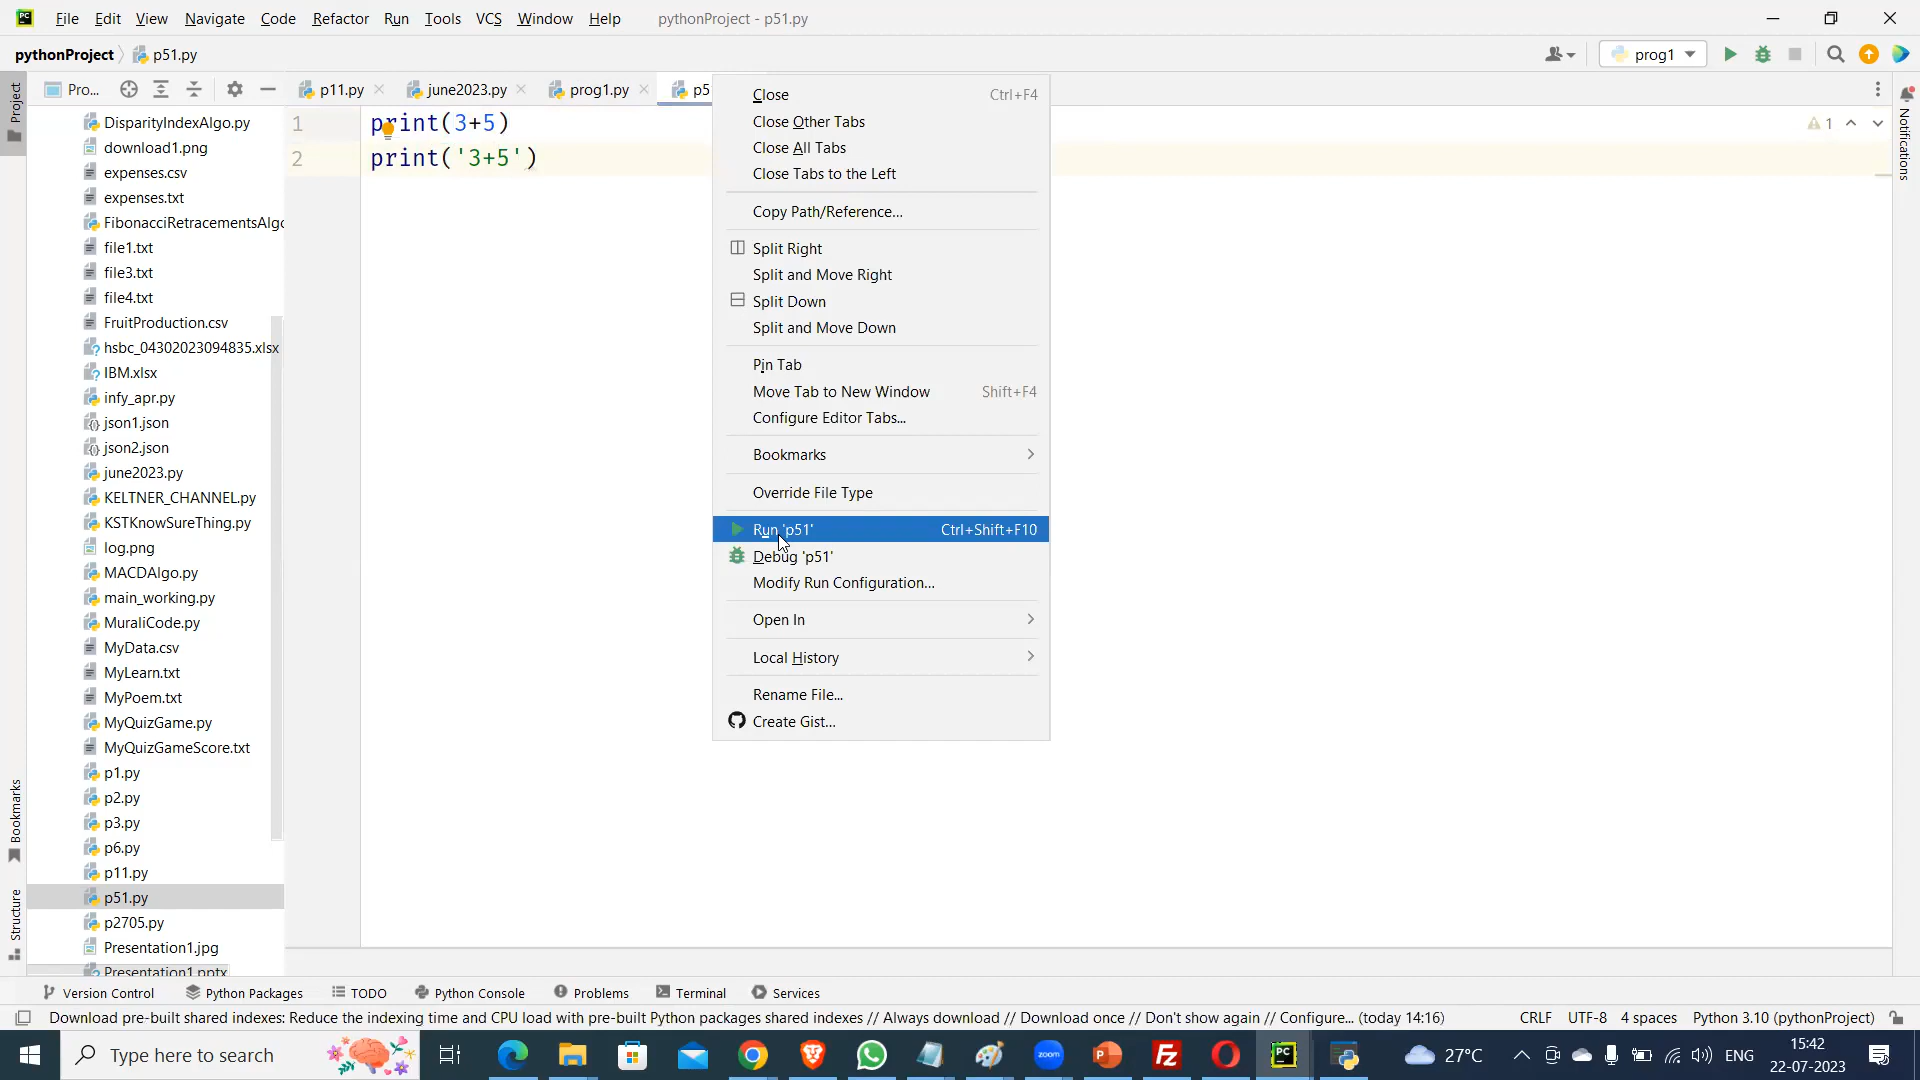 PC File Edit View Navigate Code Refactor Run Tools VCS Window Help pythonProject - p51.py
pythonProject p51.py prog1
Project Pro... p11.py june2023.py prog1.py p5
DisparityIndexAlgo.py
download1.png
expenses.csv
expenses.txt
FibonacciRetracementsAlgo
file1.txt
file3.txt
file4.txt
FruitProduction.csv
hsbc_04302023094835.xlsx
IBM.xlsx
infy_apr.py
json1.json
json2.json
june2023.py
KELTNER_CHANNEL.py
KSTKnowSureThing.py
log.png
MACDAlgo.py
main_working.py
MuraliCode.py
MyData.csv
MyLearn.txt
MyPoem.txt
MyQuizGame.py
MyQuizGameScore.txt
p1.py
p2.py
p3.py
p6.py
p11.py
p51.py
p2705.py
Presentation1.jpg
Presentation1.pptx
Bookmarks
Structure
1 print(3+5)
2 print('3+5')
1
Notifications
Close Ctrl+F4
Close Other Tabs
Close All Tabs
Close Tabs to the Left
Copy Path/Reference...
Split Right
Split and Move Right
Split Down
Split and Move Down
Pin Tab
Move Tab to New Window Shift+F4
Configure Editor Tabs...
Bookmarks
Override File Type
Run 'p51' Ctrl+Shift+F10
Debug 'p51'
Modify Run Configuration...
Open In
Local History
Rename File...
Create Gist...
Version Control Python Packages TODO Python Console Problems Terminal Services
Download pre-built shared indexes: Reduce the indexing time and CPU load with pre-built Python packages shared indexes // Always download // Download once // Don't show again // Configure... (today 14:16) CRLF UTF-8 4 spaces Python 3.10 (pythonProject)
Type here to search zoom P FZ PC 27°C ENG 15:42
22-07-2023